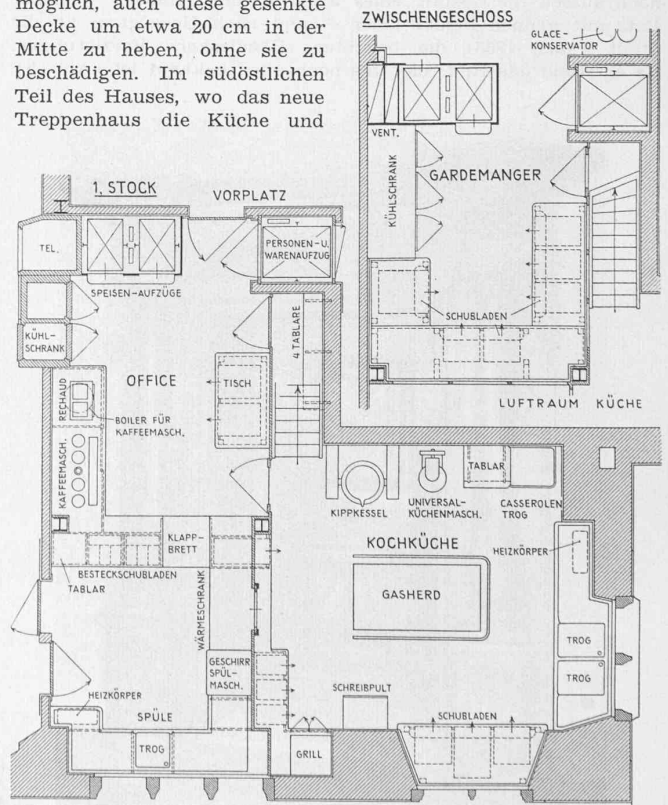 möglich, auch diese gesenkte
Decke um etwa 20 cm in der
Mitte zu heben, ohne sie zu
beschädigen. Im südöstlichen
Teil des Hauses, wo das neue
Treppenhaus die Küche und
ZWISCHENGESCHOSS
GLACE-
KONSERVATOR
VENT.
KÜHLSCHRANK
GARDEMANGER
SCHUBLADEN
LUFTRAUM KÜCHE
1. STOCK
VORPLATZ
TEL.
PERSONEN-U.
WARENAUFZUG
SPEISEN-AUFZÜGE
KÜHL-
SCHRANK
4 TABLARE
OFFICE
TISCH
RECHAUD
BOILER FÜR
KAFFEEMASCH.
KAFFEEMASCH.
KLAPP-
BRETT
BESTECKSCHUBLADEN
TABLAR
WÄRMESCHRANK
GESCHIRR
SPÜL-
MASCH.
HEIZKÖRPER
SPÜLE
TROG
KIPPKESSEL
UNIVERSAL-
KÜCHENMASCH.
TABLAR
CASSEROLEN
TROG
KOCHKÜCHE
HEIZKÖRPER
GASHERD
TROG
TROG
SCHREIBPULT
SCHUBLADEN
GRILL